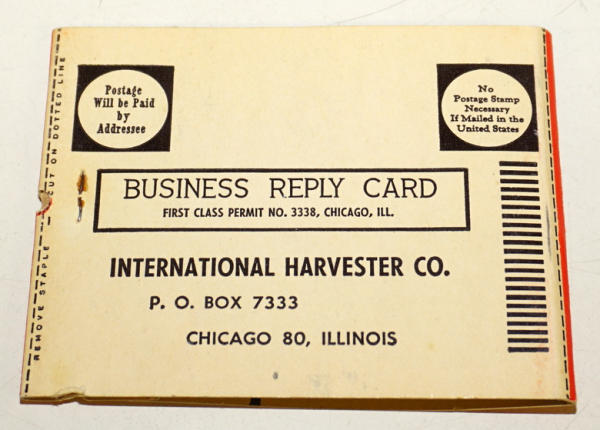 Postage
Will be Paid
by
Addressee
No
Postage Stamp
Necessary
If Mailed in the
United States
BUSINESS REPLY CARD
FIRST CLASS PERMIT NO. 3338, CHICAGO, ILL.
INTERNATIONAL HARVESTER CO.
P. O. BOX 7333
CHICAGO 80, ILLINOIS
REMOVE STAPLE — CUT ON DOTTED LINE